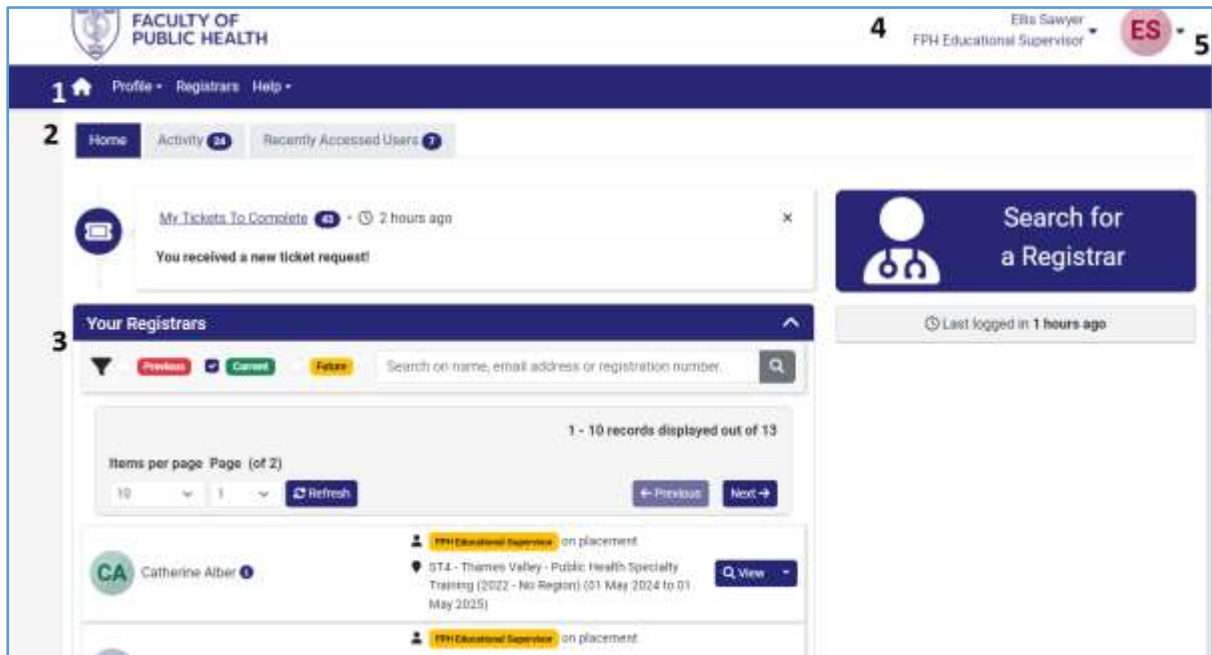 FACULTY OF
PUBLIC HEALTH
4
Ellis Sawyer
FPH Educational Supervisor
ES
5
1
Profile
Registrars
Help
2
Home
Activity 24
Recently Accessed Users 7
My Tickets To Complete 43 • 2 hours ago
×
You received a new ticket request!
Search for
a Registrar
3
Your Registrars
Last logged in 1 hours ago
Previous
Current
Future
Search on name, email address or registration number.
1 - 10 records displayed out of 13
Items per page Page (of 2)
10
1
Refresh
← Previous
Next →
CA
Catherine Alber
FPH Educational Supervisor on placement
ST4 - Thames Valley - Public Health Specialty
Training (2022 - No Region) (01 May 2024 to 01
May 2025)
View
FPH Educational Supervisor on placement